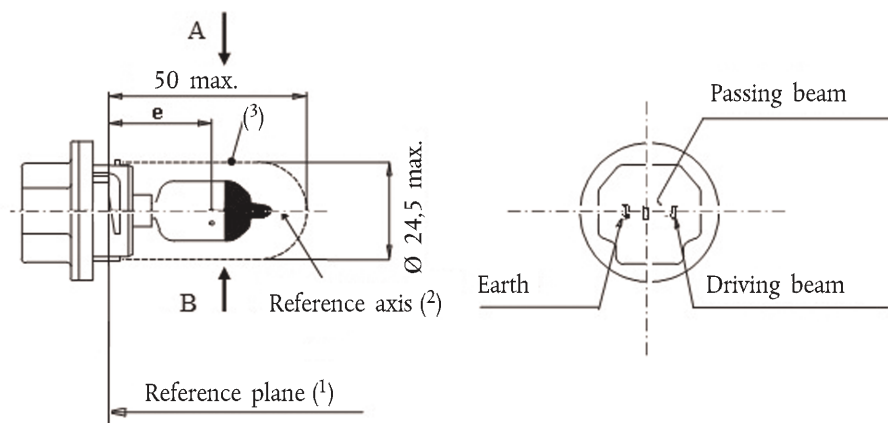 A
50 max.
e
(³)
Ø 24,5 max.
B
Reference axis (²)
Reference plane (¹)
Passing beam
Earth
Driving beam